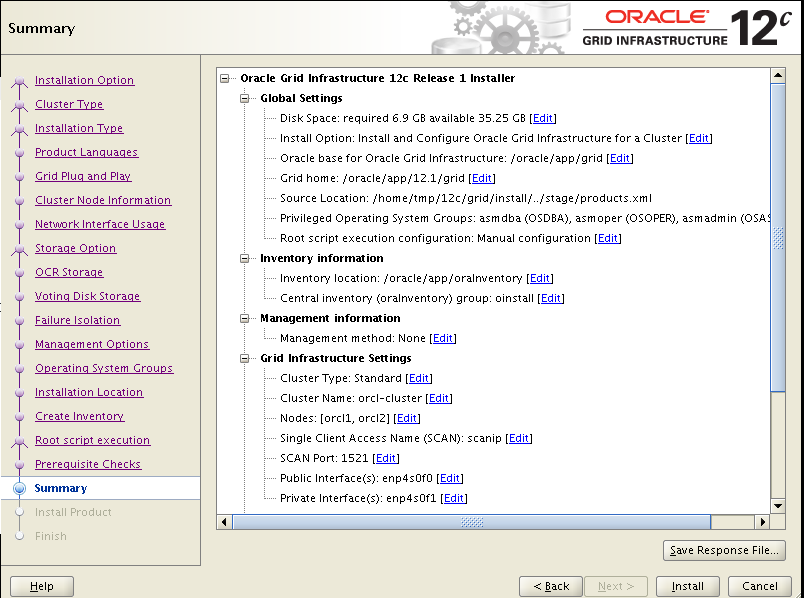 Summary
ORACLE®
GRID INFRASTRUCTURE 12c
Installation Option
Cluster Type
Installation Type
Product Languages
Grid Plug and Play
Cluster Node Information
Network Interface Usage
Storage Option
OCR Storage
Voting Disk Storage
Failure Isolation
Management Options
Operating System Groups
Installation Location
Create Inventory
Root script execution
Prerequisite Checks
Summary
Install Product
Finish
Oracle Grid Infrastructure 12c Release 1 Installer
Global Settings
Disk Space: required 6.9 GB available 35.25 GB [Edit]
Install Option: Install and Configure Oracle Grid Infrastructure for a Cluster [Edit]
Oracle base for Oracle Grid Infrastructure: /oracle/app/grid [Edit]
Grid home: /oracle/app/12.1/grid [Edit]
Source Location: /home/tmp/12c/grid/install/../stage/products.xml
Privileged Operating System Groups: asmdba (OSDBA), asmoper (OSOPER), asmadmin (OSAS
Root script execution configuration: Manual configuration [Edit]
Inventory information
Inventory location: /oracle/app/oraInventory [Edit]
Central inventory (oraInventory) group: oinstall [Edit]
Management information
Management method: None [Edit]
Grid Infrastructure Settings
Cluster Type: Standard [Edit]
Cluster Name: orcl-cluster [Edit]
Nodes: [orcl1, orcl2] [Edit]
Single Client Access Name (SCAN): scanip [Edit]
SCAN Port: 1521 [Edit]
Public Interface(s): enp4s0f0 [Edit]
Private Interface(s): enp4s0f1 [Edit]
Save Response File...
Help
< Back
Next >
Install
Cancel